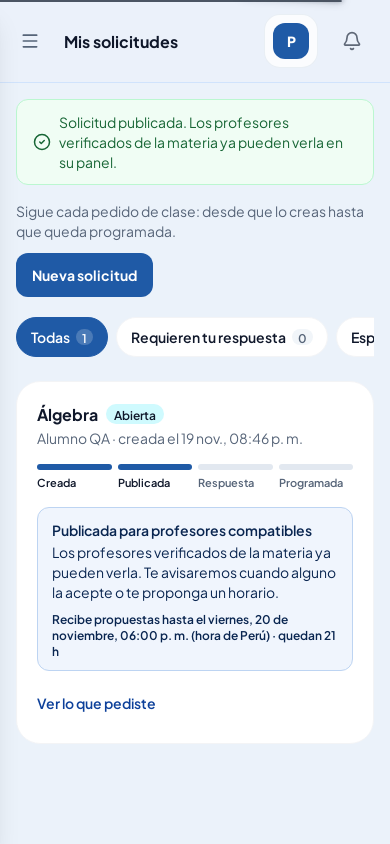 Mis solicitudes
P
Solicitud publicada. Los profesores
verificados de la materia ya pueden verla en
su panel.
Sigue cada pedido de clase: desde que lo creas hasta
que queda programada.
Nueva solicitud
Todas 1
Requieren tu respuesta 0
Esp
Álgebra Abierta
Alumno QA · creada el 19 nov., 08:46 p. m.
Creada Publicada Respuesta Programada
Publicada para profesores compatibles
Los profesores verificados de la materia ya
pueden verla. Te avisaremos cuando alguno
la acepte o te proponga un horario.
Recibe propuestas hasta el viernes, 20 de
noviembre, 06:00 p. m. (hora de Perú) · quedan 21
h
Ver lo que pediste